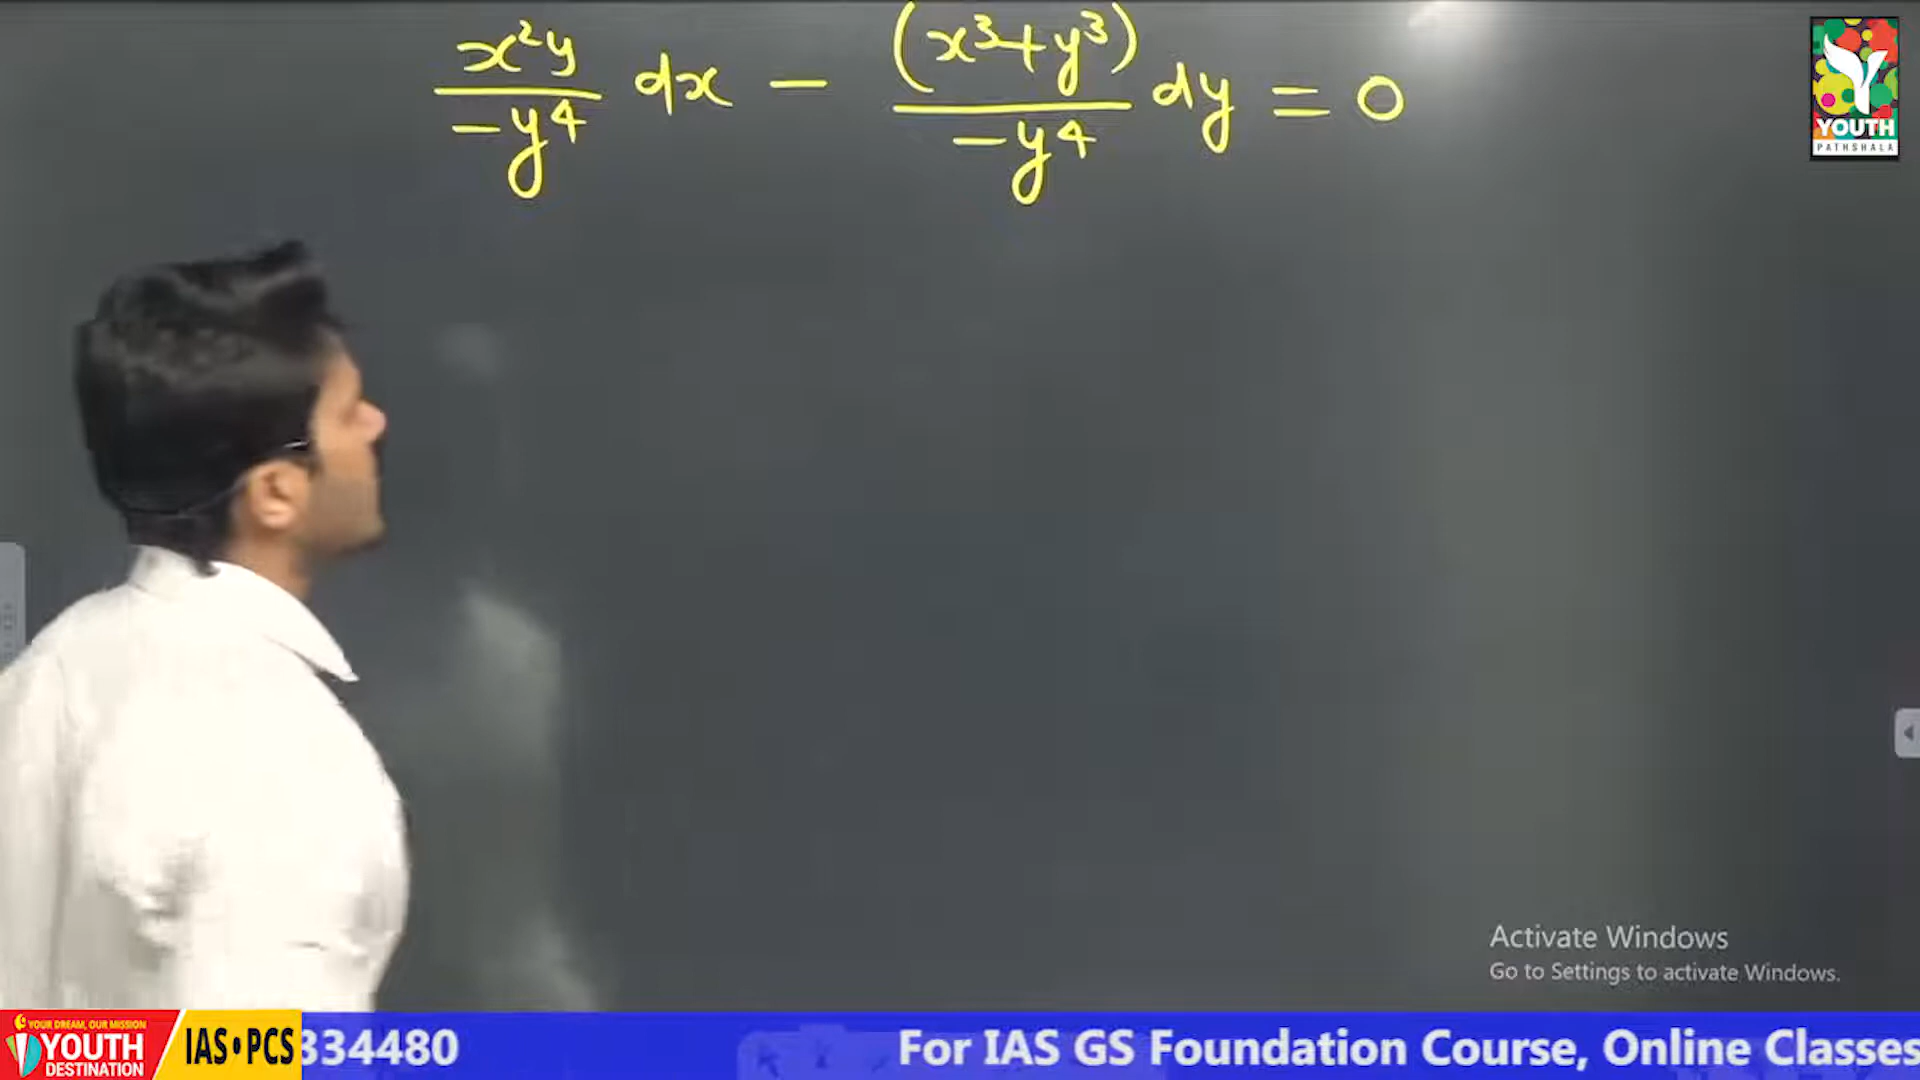 x²y/-y⁴ dx - (x³+y³)/-y⁴ dy = 0
YOUTH
PATHSHALA
Activate Windows
Go to Settings to activate Windows.
YOUR DREAM, OUR MISSION
YOUTH
DESTINATION
IAS•PCS
334480 For IAS GS Foundation Course, Online Classes